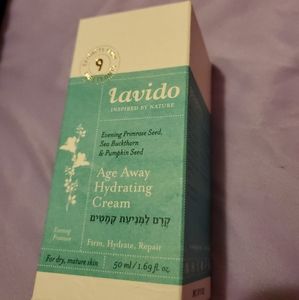 9
lavido
INSPIRED BY NATURE
Evening Primrose Seed,
Sea Buckthorn
& Pumpkin Seed
Age Away
Hydrating
Cream
קרם למניעת קמטים
Firm, Hydrate, Repair
Evening
Primrose
For dry, mature skin
50 ml / 1.69 fl. oz.